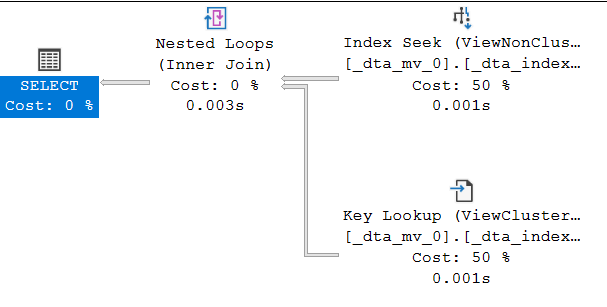 Nested Loops
(Inner Join)
Cost: 0 %
0.003s
Index Seek (ViewNonClus…
[_dta_mv_0].[_dta_index…
Cost: 50 %
0.001s
SELECT
Cost: 0 %
Key Lookup (ViewCluster…
[_dta_mv_0].[_dta_index…
Cost: 50 %
0.001s